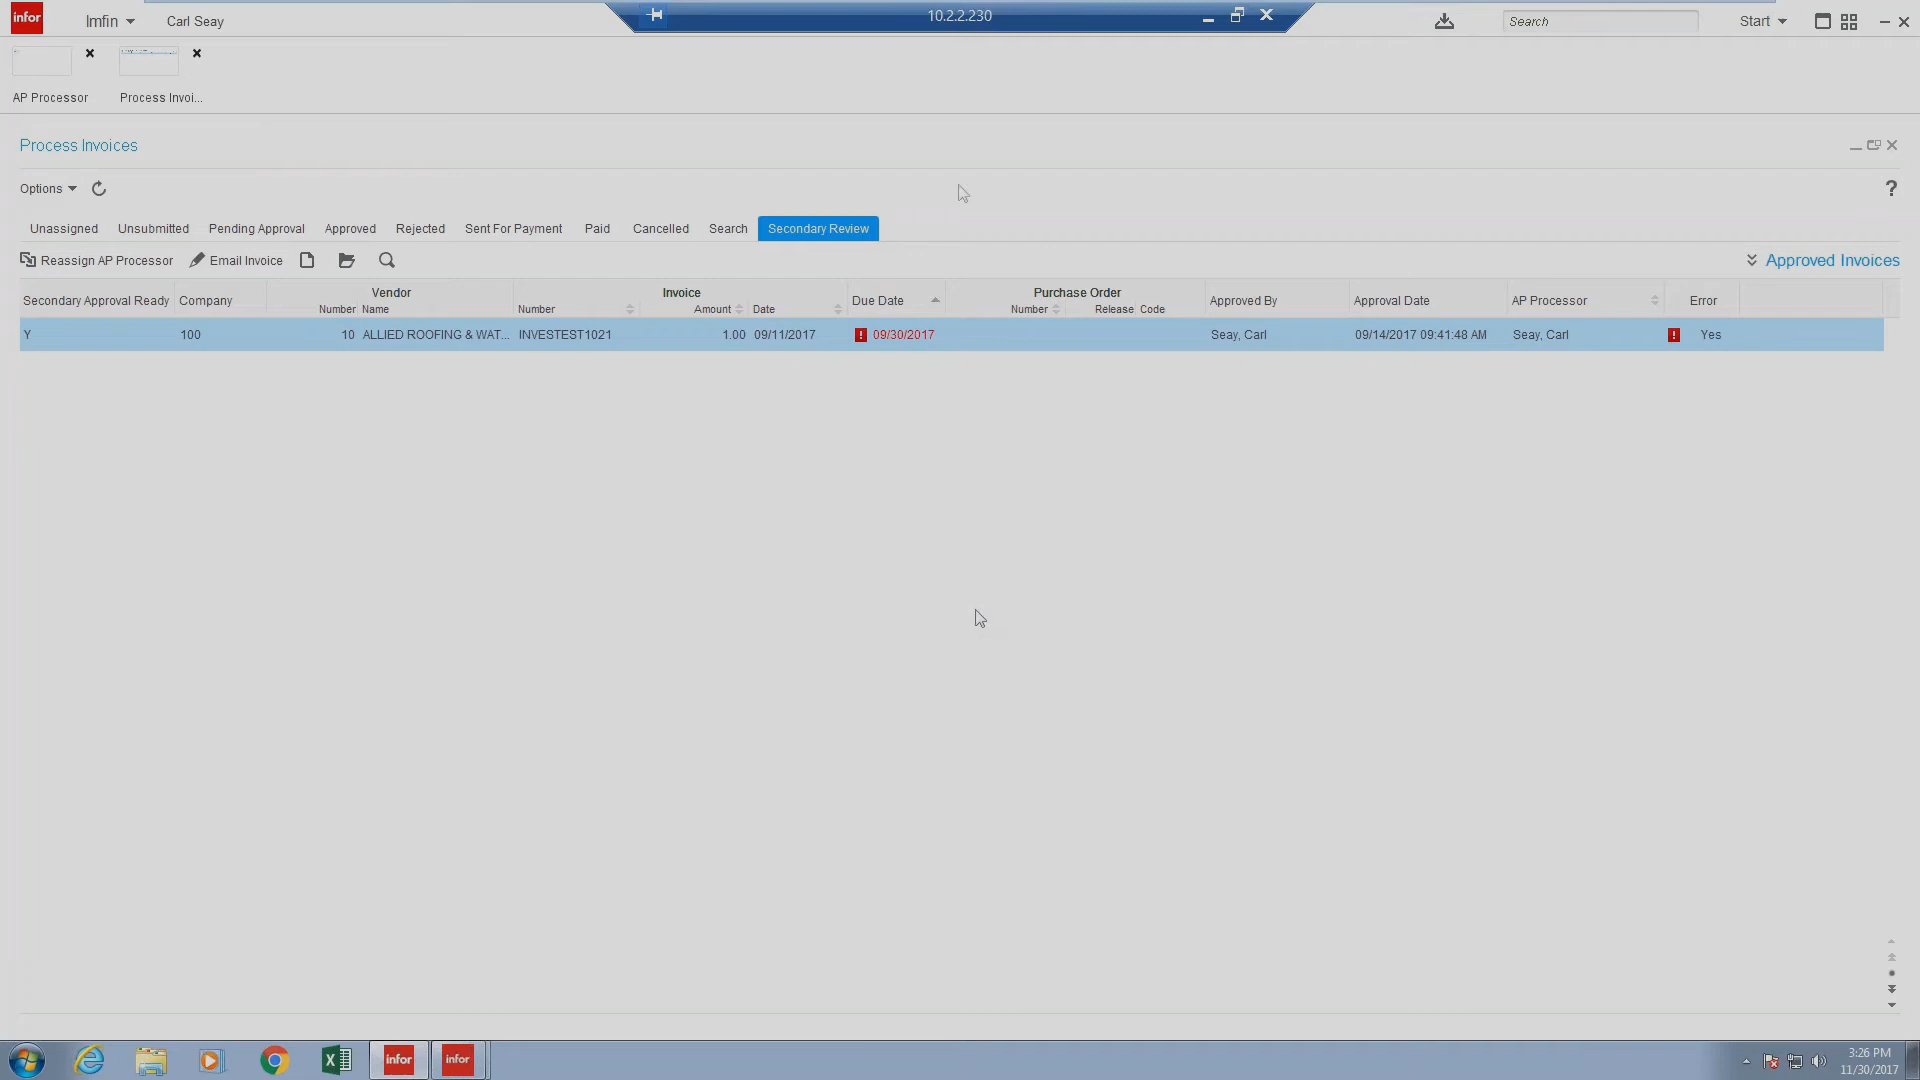 infor
lmfin
Carl Seay
10.2.2.230
Search
Start
AP Processor
Process Invoi...
Process Invoices
Options
?
Unassigned Unsubmitted Pending Approval Approved Rejected Sent For Payment Paid Cancelled Search Secondary Review
Reassign AP Processor Email Invoice Approved Invoices
Vendor Invoice Purchase Order
Secondary Approval Ready Company Due Date Approved By Approval Date AP Processor Error
Number Name Number Amount Date Number Release Code
Y 100 10 ALLIED ROOFING & WAT... INVESTEST1021 1.00 09/11/2017 ! 09/30/2017 Seay, Carl 09/14/2017 09:41:48 AM Seay, Carl ! Yes
infor infor
3:26 PM
11/30/2017